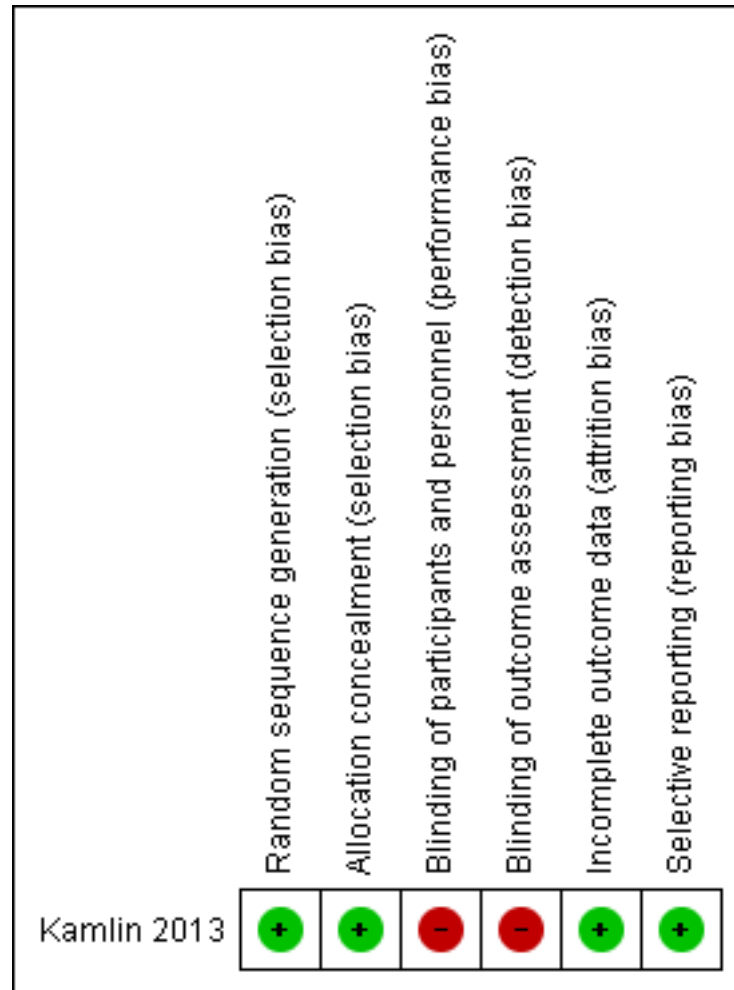 Random sequence generation (selection bias)
Allocation concealment (selection bias)
Blinding of participants and personnel (performance bias)
Blinding of outcome assessment (detection bias)
Incomplete outcome data (attrition bias)
Selective reporting (reporting bias)
Kamlin 2013 + + - - + +